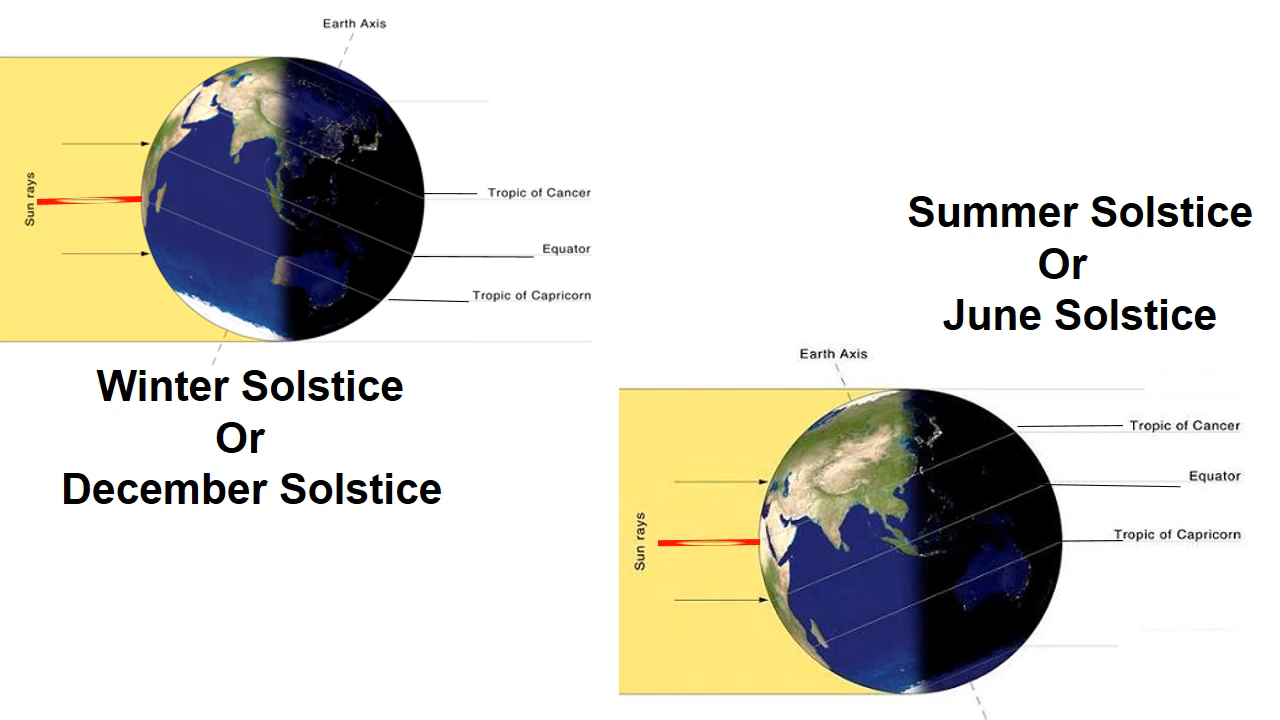 Earth Axis
Sun rays
Tropic of Cancer
Equator
Tropic of Capricorn
Winter Solstice
Or
December Solstice
Summer Solstice
Or
June Solstice
Earth Axis
Sun rays
Tropic of Cancer
Equator
Tropic of Capricorn